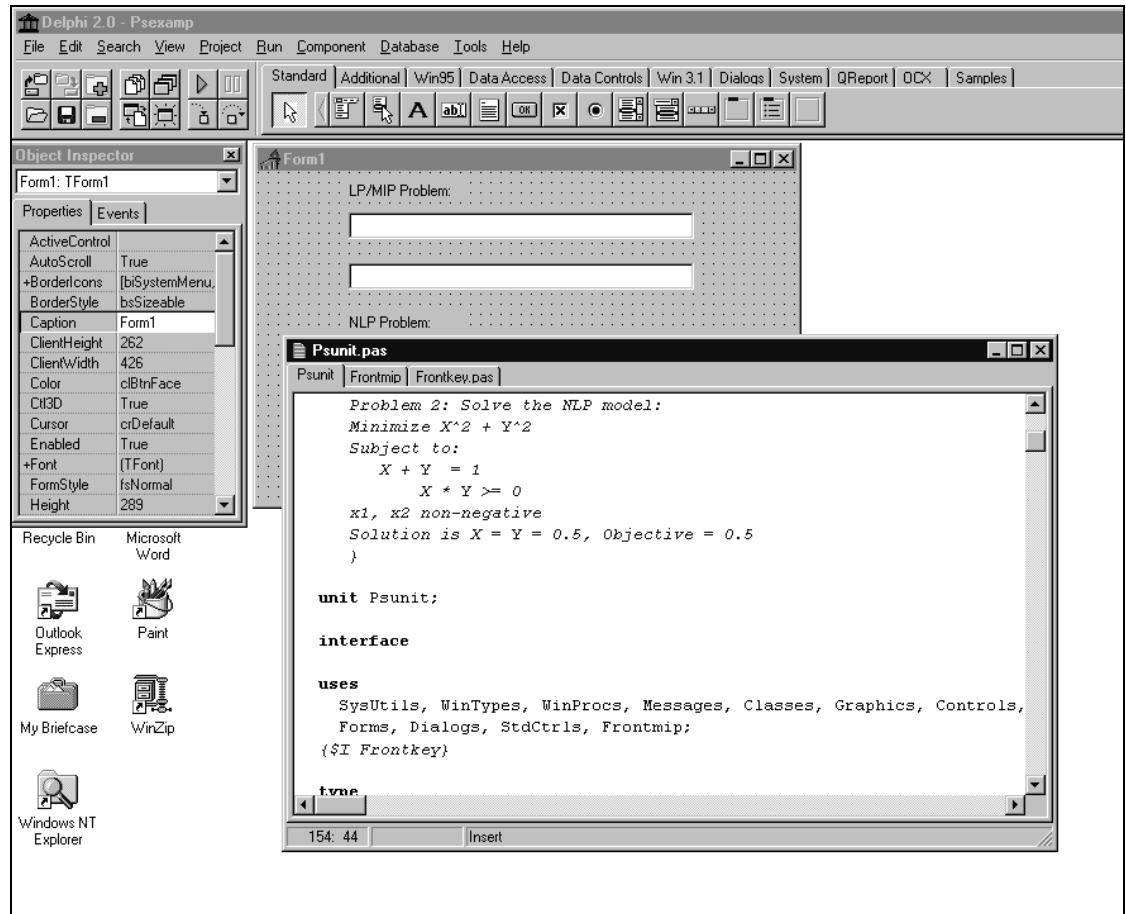 Delphi 2.0 - Psexamp
File Edit Search View Project Run Component Database Tools Help
Standard Additional Win95 Data Access Data Controls Win 3.1 Dialogs System QReport OCX Samples
A ab OK
Object Inspector
Form1: TForm1
Properties Events
ActiveControl
AutoScroll True
+BorderIcons [biSystemMenu,
BorderStyle bsSizeable
Caption Form1
ClientHeight 262
ClientWidth 426
Color clBtnFace
Ctl3D True
Cursor crDefault
Enabled True
+Font (TFont)
FormStyle fsNormal
Height 289
Form1
LP/MIP Problem:
NLP Problem:
Psunit.pas
Psunit Frontmip Frontkey.pas
Problem 2: Solve the NLP model:
Minimize X^2 + Y^2
Subject to:
X + Y = 1
X * Y >= 0
x1, x2 non-negative
Solution is X = Y = 0.5, Objective = 0.5
}
unit Psunit;
interface
uses
SysUtils, WinTypes, WinProcs, Messages, Classes, Graphics, Controls,
Forms, Dialogs, StdCtrls, Frontmip;
{$I Frontkey}
type
154: 44 Insert
Recycle Bin
Microsoft
Word
Outlook
Express
Paint
My Briefcase
WinZip
Windows NT
Explorer